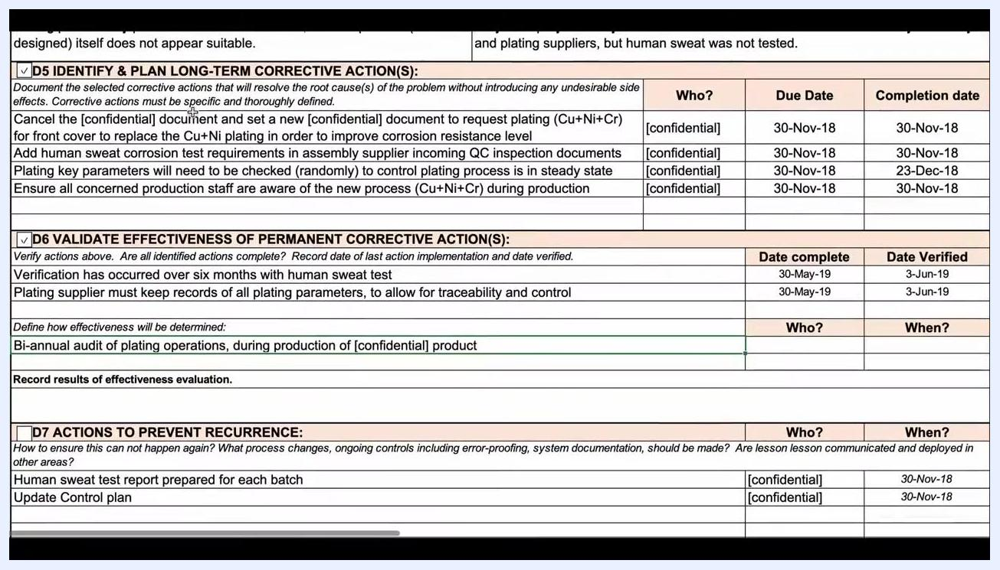 designed) itself does not appear suitable.
and plating suppliers, but human sweat was not tested.
D5 IDENTIFY & PLAN LONG-TERM CORRECTIVE ACTION(S):
Document the selected corrective actions that will resolve the root cause(s) of the problem without introducing any undesirable side
effects. Corrective actions must be specific and thoroughly defined.
Who?
Due Date
Completion date
Cancel the [confidential] document and set a new [confidential] document to request plating (Cu+Ni+Cr)
for front cover to replace the Cu+Ni plating in order to improve corrosion resistance level
[confidential]
30-Nov-18
30-Nov-18
Add human sweat corrosion test requirements in assembly supplier incoming QC inspection documents
[confidential]
30-Nov-18
30-Nov-18
Plating key parameters will need to be checked (randomly) to control plating process is in steady state
[confidential]
30-Nov-18
23-Dec-18
Ensure all concerned production staff are aware of the new process (Cu+Ni+Cr) during production
[confidential]
30-Nov-18
30-Nov-18
D6 VALIDATE EFFECTIVENESS OF PERMANENT CORRECTIVE ACTION(S):
Verify actions above. Are all identified actions complete? Record date of last action implementation and date verified.
Date complete
Date Verified
Verification has occurred over six months with human sweat test
30-May-19
3-Jun-19
Plating supplier must keep records of all plating parameters, to allow for traceability and control
30-May-19
3-Jun-19
Define how effectiveness will be determined:
Who?
When?
Bi-annual audit of plating operations, during production of [confidential] product
Record results of effectiveness evaluation.
D7 ACTIONS TO PREVENT RECURRENCE:
Who?
When?
How to ensure this can not happen again? What process changes, ongoing controls including error-proofing, system documentation, should be made? Are lesson lesson communicated and deployed in
other areas?
Human sweat test report prepared for each batch
[confidential]
30-Nov-18
Update Control plan
[confidential]
30-Nov-18